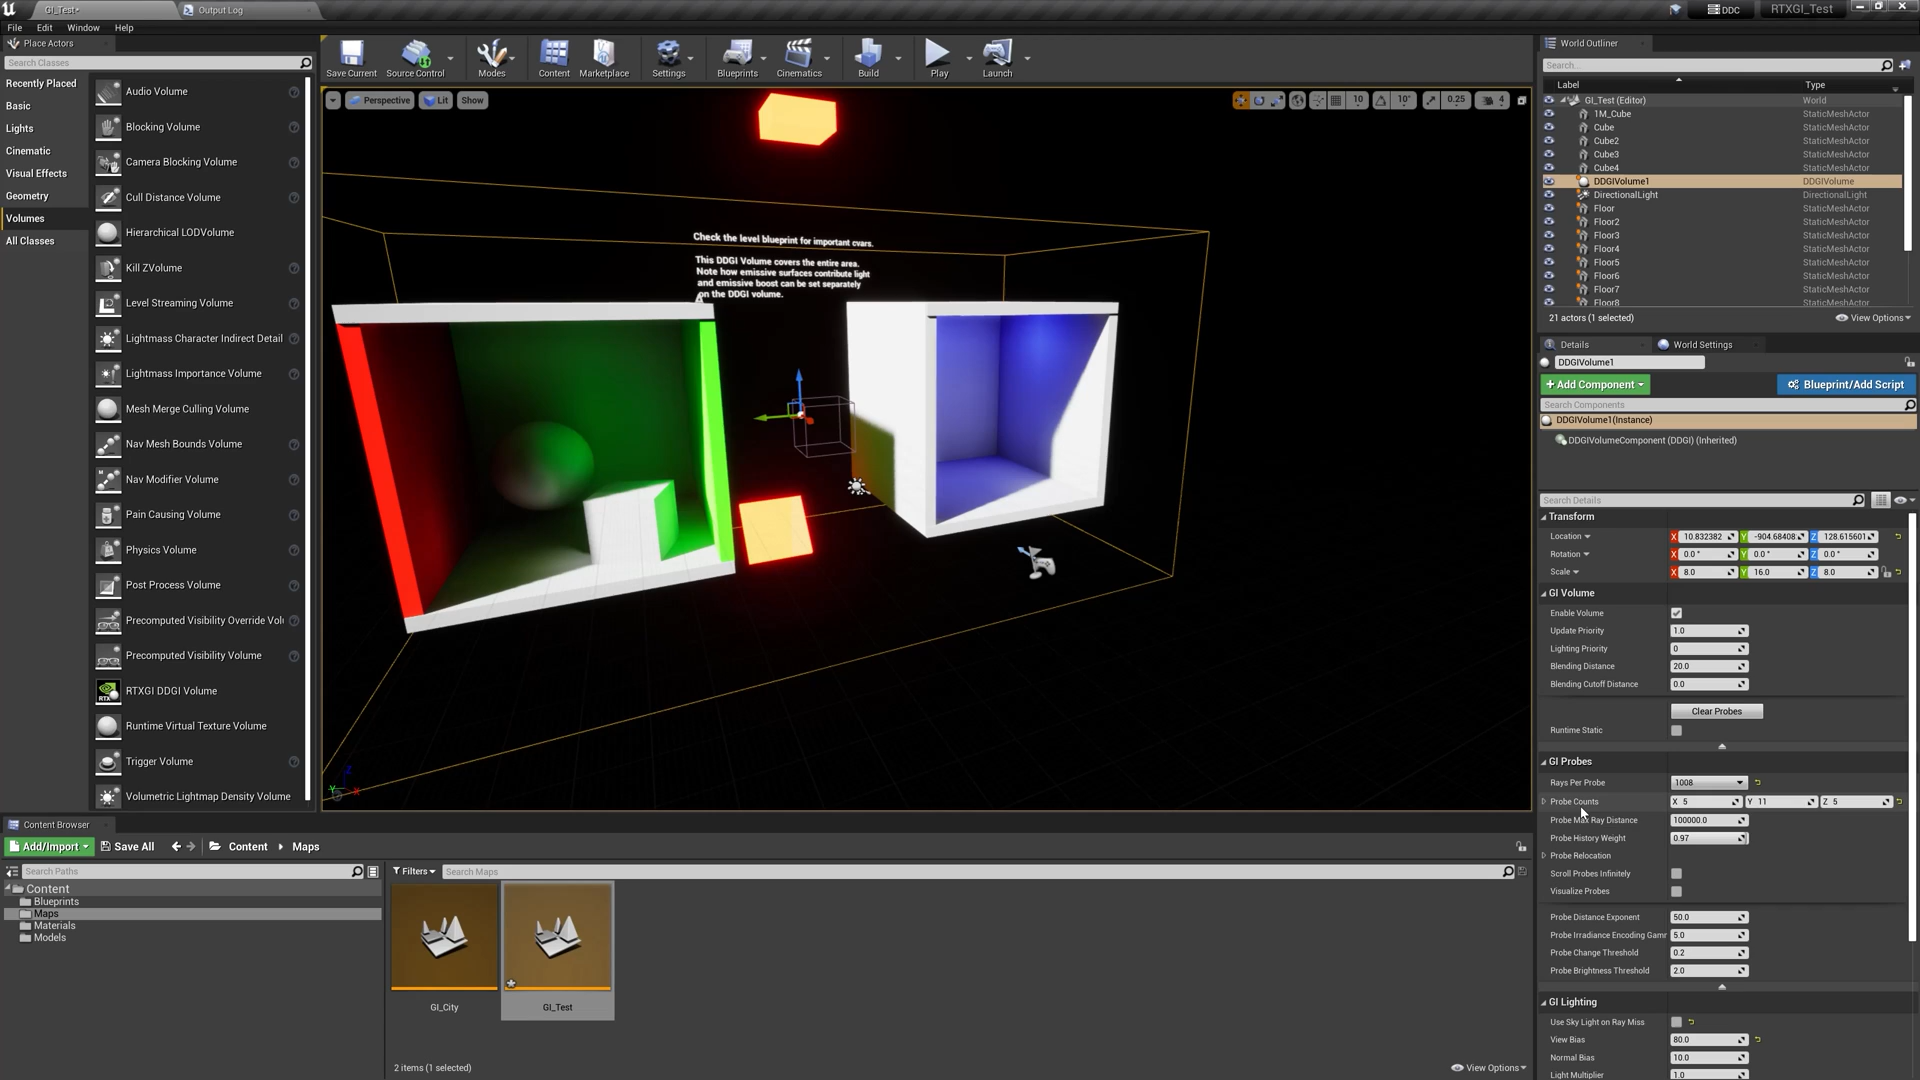 GI_Test*
Output Log
DDC
RTXGI_Test
File Edit Window Help
Place Actors
Search Classes
Recently Placed
Basic
Lights
Cinematic
Visual Effects
Geometry
Volumes
All Classes
Audio Volume
Blocking Volume
Camera Blocking Volume
Cull Distance Volume
Hierarchical LODVolume
Kill ZVolume
Level Streaming Volume
Lightmass Character Indirect Detail
Lightmass Importance Volume
Mesh Merge Culling Volume
Nav Mesh Bounds Volume
Nav Modifier Volume
Pain Causing Volume
Physics Volume
Post Process Volume
Precomputed Visibility Override Volu
Precomputed Visibility Volume
RTXGI DDGI Volume
Runtime Virtual Texture Volume
Trigger Volume
Volumetric Lightmap Density Volume
Save Current
Source Control
Modes
Content
Marketplace
Settings
Blueprints
Cinematics
Build
Play
Launch
Perspective
Lit
Show
10
10°
0.25
4
Check the level blueprint for important cvars.
This DDGI Volume covers the entire area.
Note how emissive surfaces contribute light
and emissive boost can be set separately
on the DDGI volume.
World Outliner
Search...
Label Type
GI_Test (Editor) World
1M_Cube StaticMeshActor
Cube StaticMeshActor
Cube2 StaticMeshActor
Cube3 StaticMeshActor
Cube4 StaticMeshActor
DDGIVolume1 DDGIVolume
DirectionalLight DirectionalLight
Floor StaticMeshActor
Floor2 StaticMeshActor
Floor3 StaticMeshActor
Floor4 StaticMeshActor
Floor5 StaticMeshActor
Floor6 StaticMeshActor
Floor7 StaticMeshActor
Floor8 StaticMeshActor
21 actors (1 selected)
View Options
Details
World Settings
DDGIVolume1
+ Add Component
Blueprint/Add Script
Search Components
DDGIVolume1(Instance)
DDGIVolumeComponent (DDGI) (Inherited)
Search Details
Transform
Location X 10.832382 Y -904.68408 Z 128.615601
Rotation X 0.0 ° Y 0.0 ° Z 0.0 °
Scale X 8.0 Y 16.0 Z 8.0
GI Volume
Enable Volume
Update Priority 1.0
Lighting Priority 0
Blending Distance 20.0
Blending Cutoff Distance 0.0
Clear Probes
Runtime Static
GI Probes
Rays Per Probe 1008
Probe Counts X 5 Y 11 Z 5
Probe Max Ray Distance 100000.0
Probe History Weight 0.97
Probe Relocation
Scroll Probes Infinitely
Visualize Probes
Probe Distance Exponent 50.0
Probe Irradiance Encoding Gamm 5.0
Probe Change Threshold 0.2
Probe Brightness Threshold 2.0
GI Lighting
Use Sky Light on Ray Miss
View Bias 80.0
Normal Bias 10.0
Light Multiplier 1.0
Content Browser
Add/Import
Save All
Content
Maps
Search Paths
Content
Blueprints
Maps
Materials
Models
Filters
Search Maps
GI_City
GI_Test
2 items (1 selected)
View Options